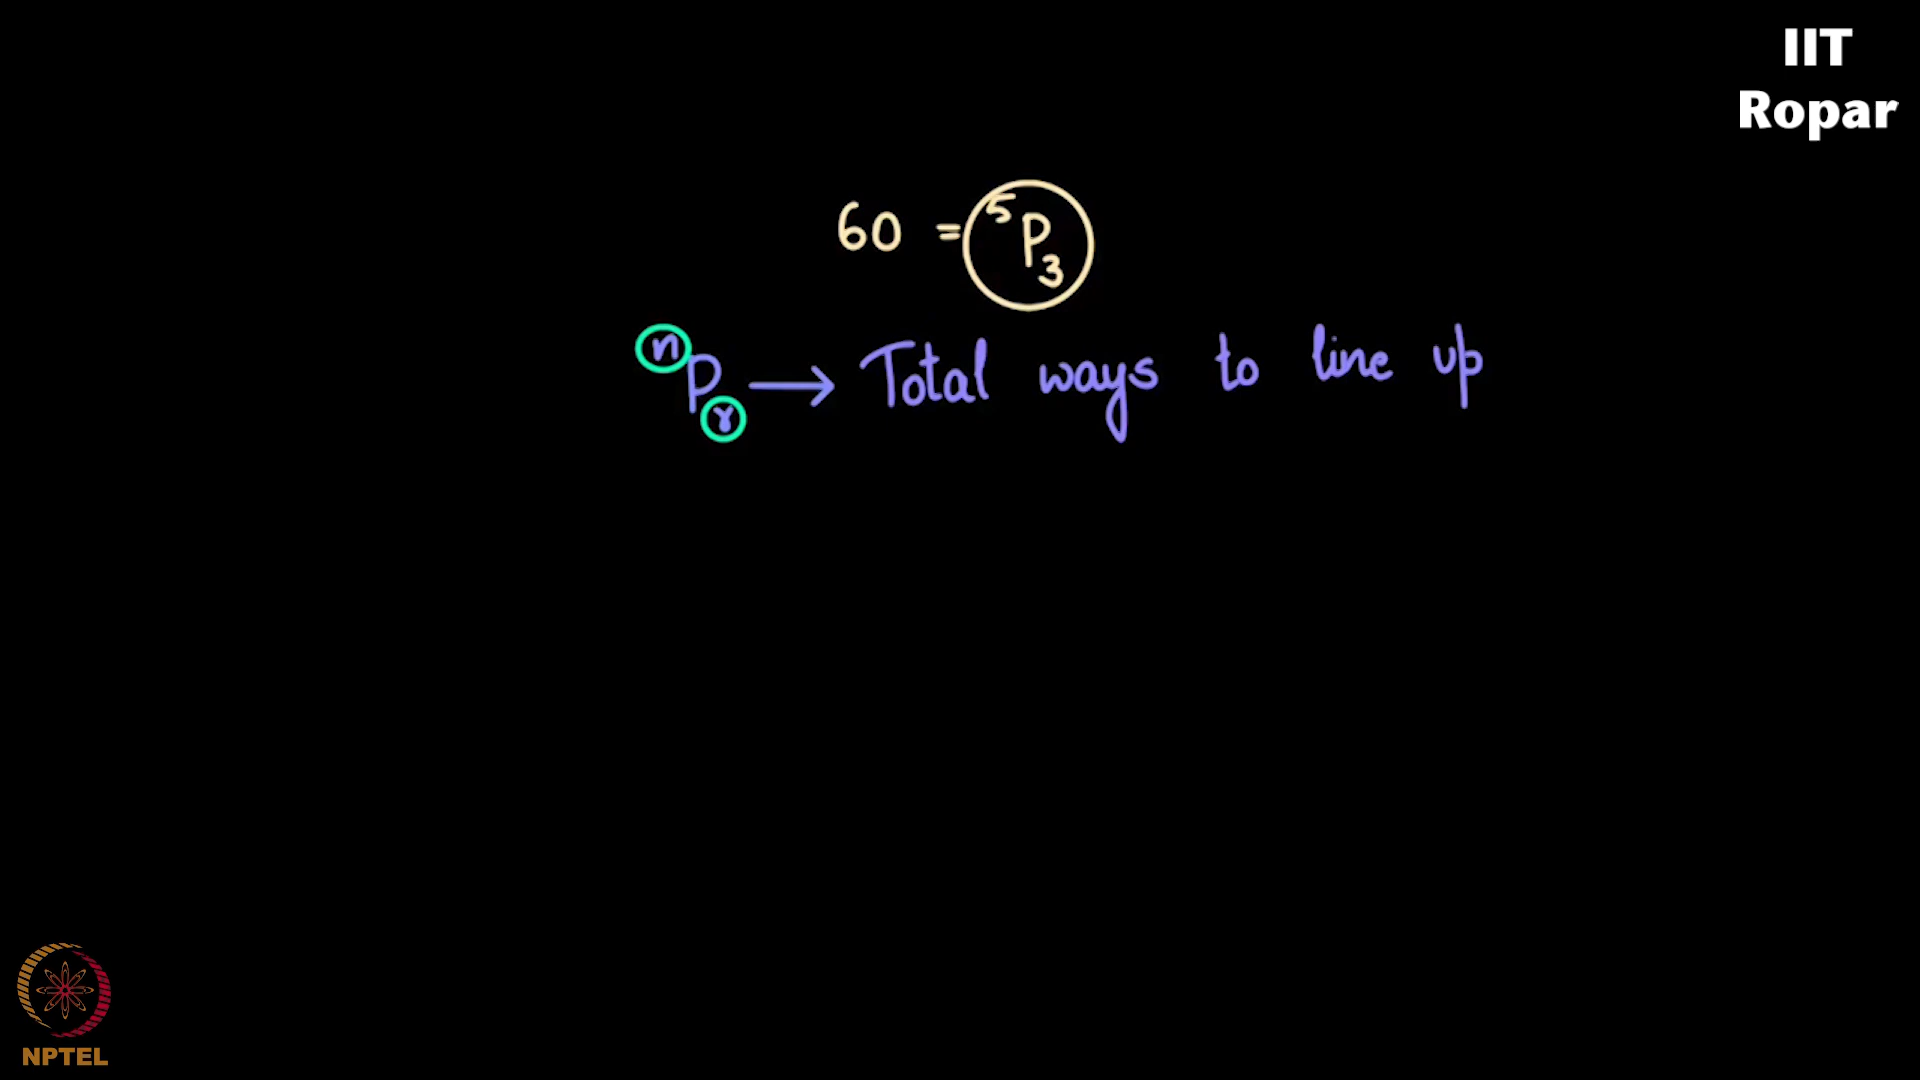 IIT
Ropar
60 = ⁵P₃
ⁿPᵣ → Total ways to line up
NPTEL